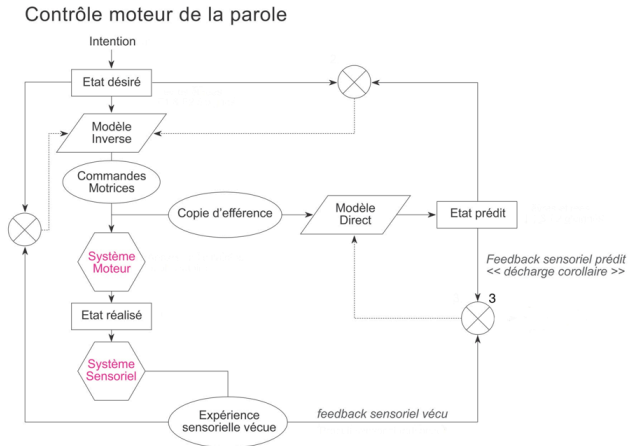 Contrôle moteur de la parole
Intention
Etat désiré
Modèle
Inverse
Commandes
Motrices
Copie d'efférence
Modèle
Direct
Etat prédit
Système
Moteur
Feedback sensoriel prédit
<< décharge corollaire >>
3
Etat réalisé
Système
Sensoriel
Expérience
sensorielle vécue
feedback sensoriel vécu